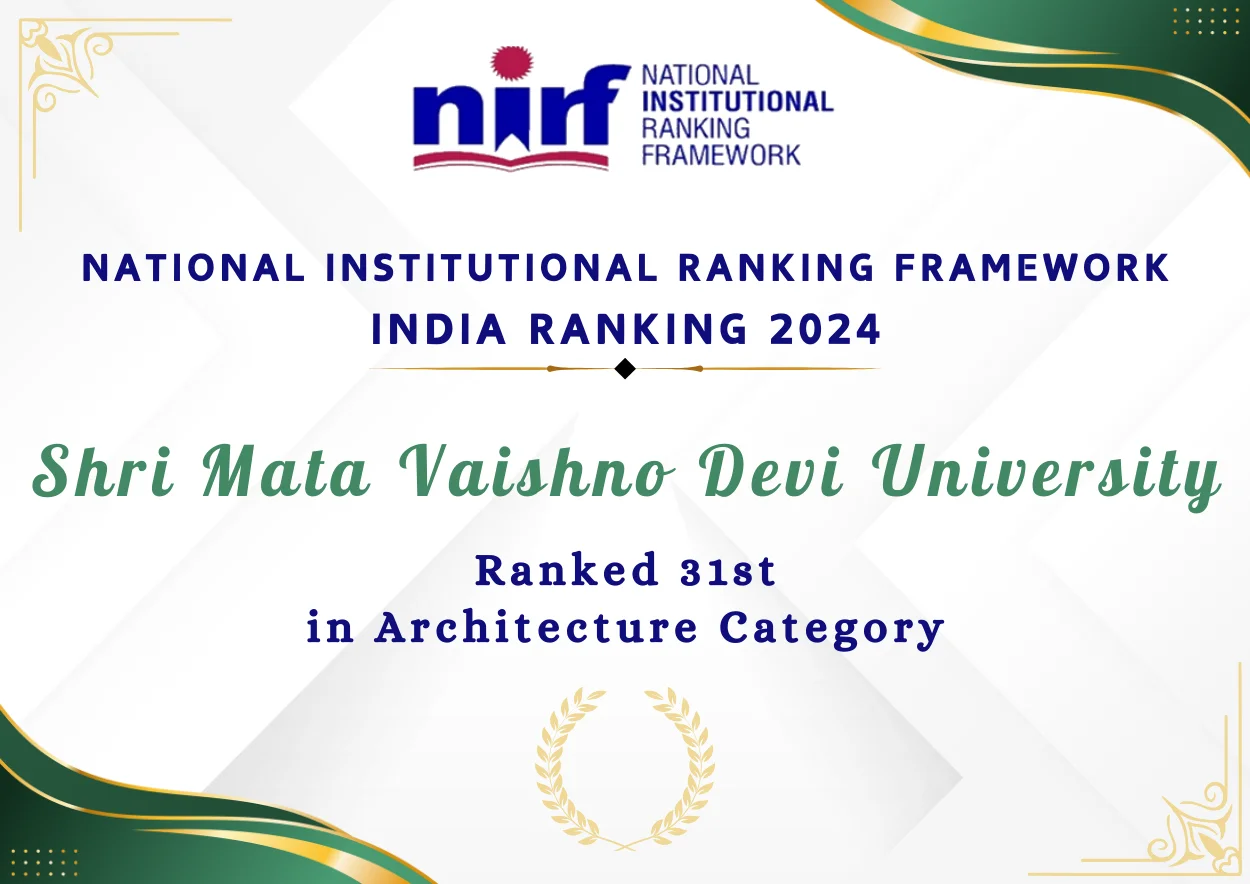 nirf
NATIONAL
INSTITUTIONAL
RANKING
FRAMEWORK
NATIONAL INSTITUTIONAL RANKING FRAMEWORK
INDIA RANKING 2024
Shri Mata Vaishno Devi University
Ranked 31st
in Architecture Category